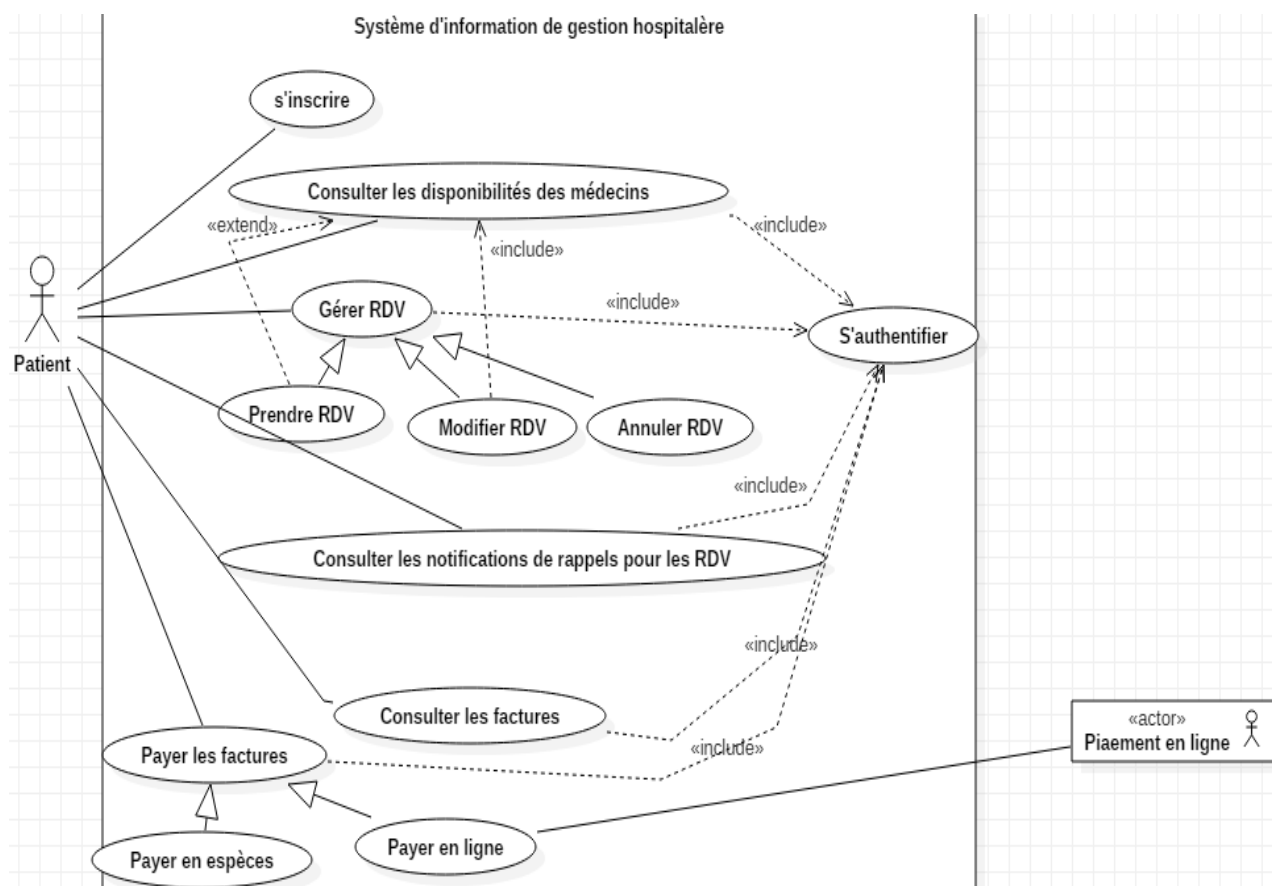 Système d'information de gestion hospitalère
s'inscrire
Consulter les disponibilités des médecins
«extend»
«include»
«include»
Gérer RDV
«include»
S'authentifier
Patient
Prendre RDV
Modifier RDV
Annuler RDV
«include»
Consulter les notifications de rappels pour les RDV
«include»
Consulter les factures
«actor»
Piaement en ligne
Payer les factures
«include»
Payer en ligne
Payer en espèces